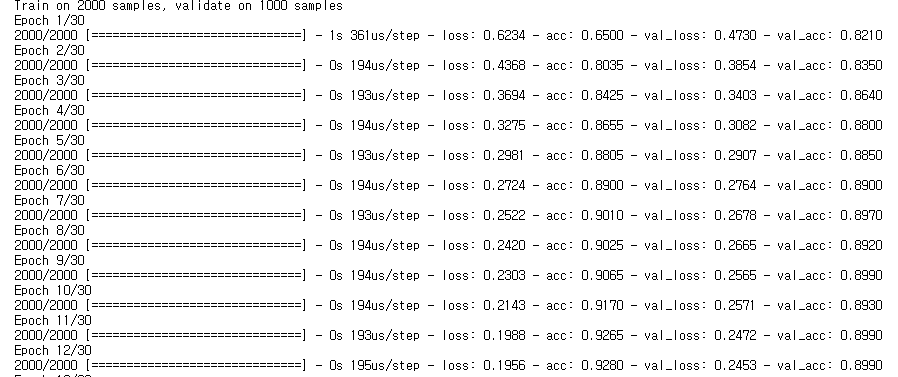 Train on 2000 samples, validate on 1000 samples
Epoch 1/30
2000/2000 [==============================] - 1s 361us/step - loss: 0.6234 - acc: 0.6500 - val_loss: 0.4730 - val_acc: 0.8210
Epoch 2/30
2000/2000 [==============================] - 0s 194us/step - loss: 0.4368 - acc: 0.8035 - val_loss: 0.3854 - val_acc: 0.8350
Epoch 3/30
2000/2000 [==============================] - 0s 193us/step - loss: 0.3694 - acc: 0.8425 - val_loss: 0.3403 - val_acc: 0.8640
Epoch 4/30
2000/2000 [==============================] - 0s 194us/step - loss: 0.3275 - acc: 0.8655 - val_loss: 0.3082 - val_acc: 0.8800
Epoch 5/30
2000/2000 [==============================] - 0s 193us/step - loss: 0.2981 - acc: 0.8805 - val_loss: 0.2907 - val_acc: 0.8850
Epoch 6/30
2000/2000 [==============================] - 0s 194us/step - loss: 0.2724 - acc: 0.8900 - val_loss: 0.2764 - val_acc: 0.8900
Epoch 7/30
2000/2000 [==============================] - 0s 193us/step - loss: 0.2522 - acc: 0.9010 - val_loss: 0.2678 - val_acc: 0.8970
Epoch 8/30
2000/2000 [==============================] - 0s 194us/step - loss: 0.2420 - acc: 0.9025 - val_loss: 0.2665 - val_acc: 0.8920
Epoch 9/30
2000/2000 [==============================] - 0s 194us/step - loss: 0.2303 - acc: 0.9065 - val_loss: 0.2565 - val_acc: 0.8990
Epoch 10/30
2000/2000 [==============================] - 0s 194us/step - loss: 0.2143 - acc: 0.9170 - val_loss: 0.2571 - val_acc: 0.8930
Epoch 11/30
2000/2000 [==============================] - 0s 193us/step - loss: 0.1988 - acc: 0.9265 - val_loss: 0.2472 - val_acc: 0.8990
Epoch 12/30
2000/2000 [==============================] - 0s 195us/step - loss: 0.1956 - acc: 0.9280 - val_loss: 0.2453 - val_acc: 0.8990